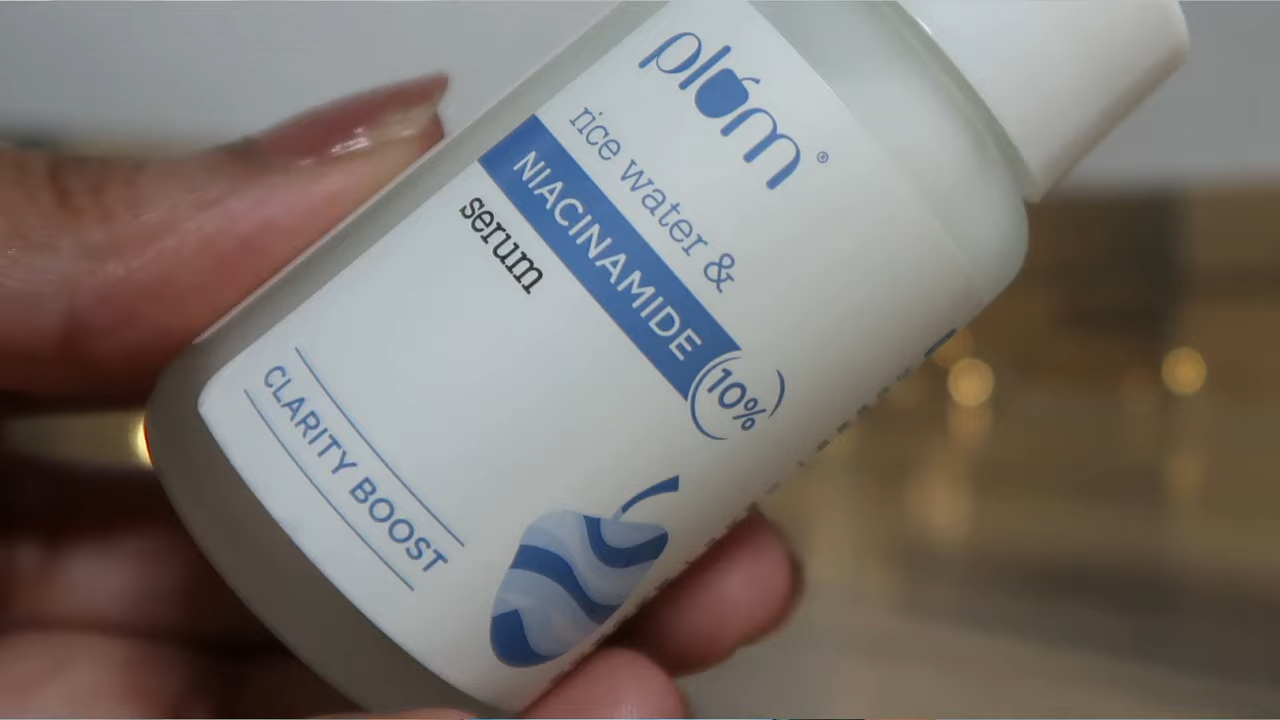 plum®
rice water &
NIACINAMIDE 10%
serum
CLARITY BOOST